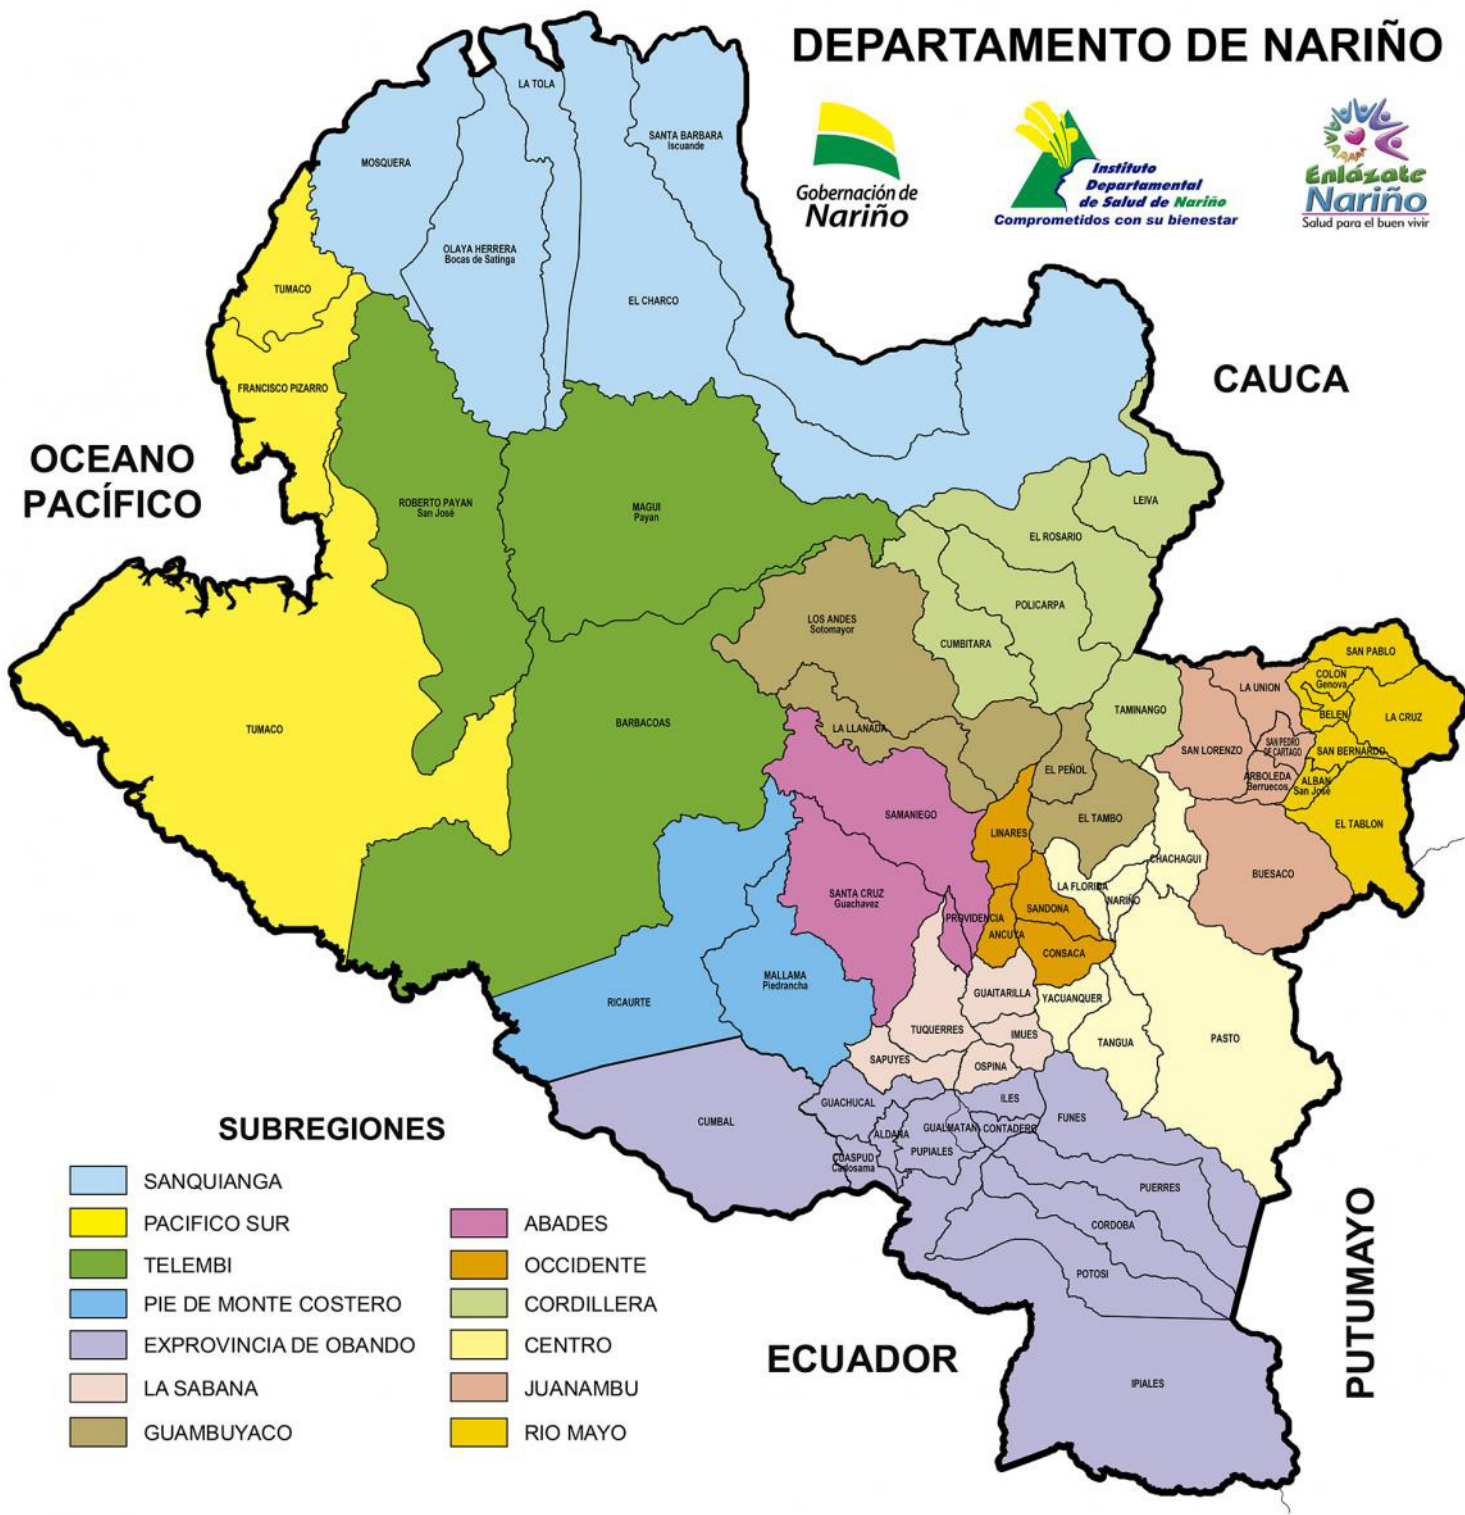 DEPARTAMENTO DE NARIÑO
Gobernación de
Nariño
Instituto
Departamental
de Salud de Nariño
Comprometidos con su bienestar
Enlázate
Nariño
Salud para el buen vivir
LA TOLA
SANTA BARBARA
Iscuande
MOSQUERA
OLAYA HERRERA
Bocas de Satinga
TUMACO
EL CHARCO
FRANCISCO PIZARRO
CAUCA
OCEANO
PACÍFICO
ROBERTO PAYAN
San José
MAGUI
Payan
LEIVA
EL ROSARIO
POLICARPA
LOS ANDES
Sotomayor
CUMBITARA
SAN PABLO
COLON
Genova
LA UNION
BELEN
LA CRUZ
TAMINANGO
TUMACO
BARBACOAS
LA LLANADA
SAN LORENZO
SAN PEDRO
DE CARTAGO
SAN BERNARDO
EL PEÑOL
ARBOLEDA
Berruecos
ALBAN
San José
SAMANIEGO
EL TAMBO
EL TABLON
LINARES
CHACHAGUI
BUESACO
SANTA CRUZ
Guachavez
LA FLORIDA
NARIÑO
SANDONA
PROVIDENCIA
ANCUYA
CONSACA
MALLAMA
Piedrancha
RICAURTE
GUAITARILLA
YACUANQUER
TUQUERRES
IMUES
TANGUA
PASTO
SAPUYES
OSPINA
GUACHUCAL
ILES
CUMBAL
FUNES
ALDANA
GUALMATAN
CONTADERO
PUPIALES
CUASPUD
Carlosama
PUERRES
CORDOBA
POTOSI
IPIALES
ECUADOR
PUTUMAYO
SUBREGIONES
SANQUIANGA
PACIFICO SUR
TELEMBI
PIE DE MONTE COSTERO
EXPROVINCIA DE OBANDO
LA SABANA
GUAMBUYACO
ABADES
OCCIDENTE
CORDILLERA
CENTRO
JUANAMBU
RIO MAYO